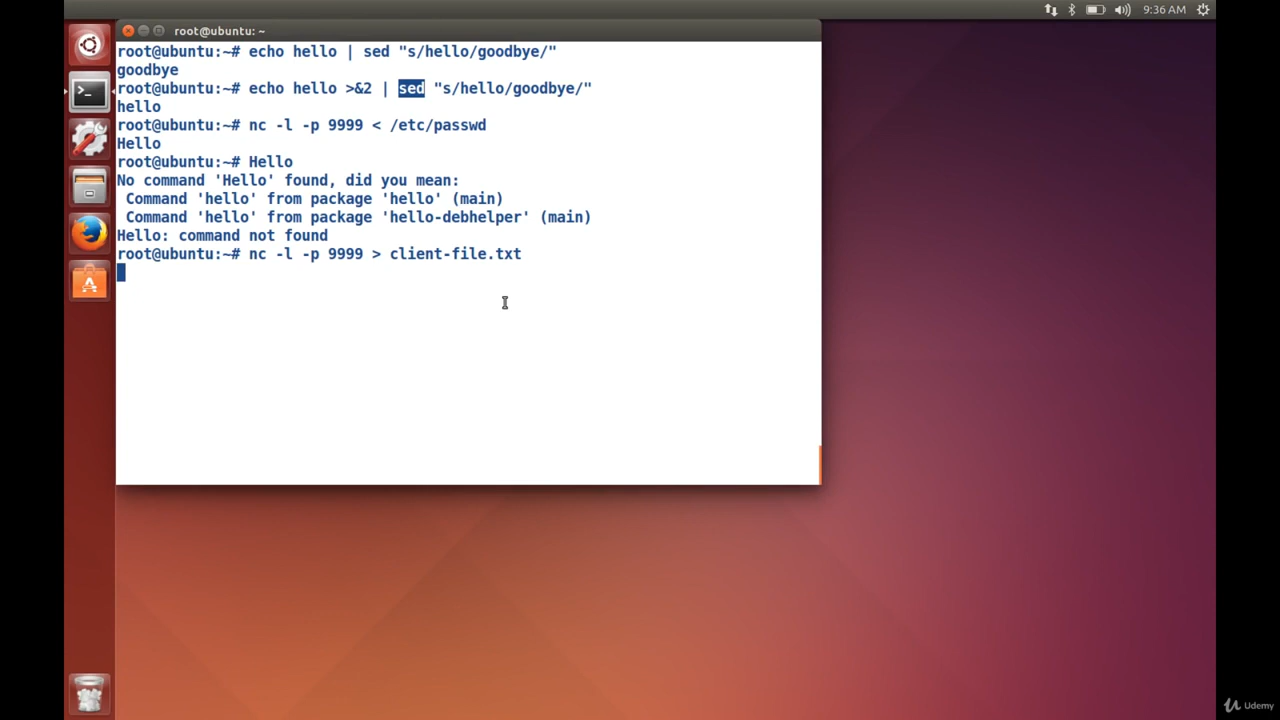 9:36 AM
root@ubuntu: ~
root@ubuntu:~# echo hello | sed "s/hello/goodbye/"
goodbye
root@ubuntu:~# echo hello >&2 | sed "s/hello/goodbye/"
hello
root@ubuntu:~# nc -l -p 9999 < /etc/passwd
Hello
root@ubuntu:~# Hello
No command 'Hello' found, did you mean:
 Command 'hello' from package 'hello' (main)
 Command 'hello' from package 'hello-debhelper' (main)
Hello: command not found
root@ubuntu:~# nc -l -p 9999 > client-file.txt
Udemy